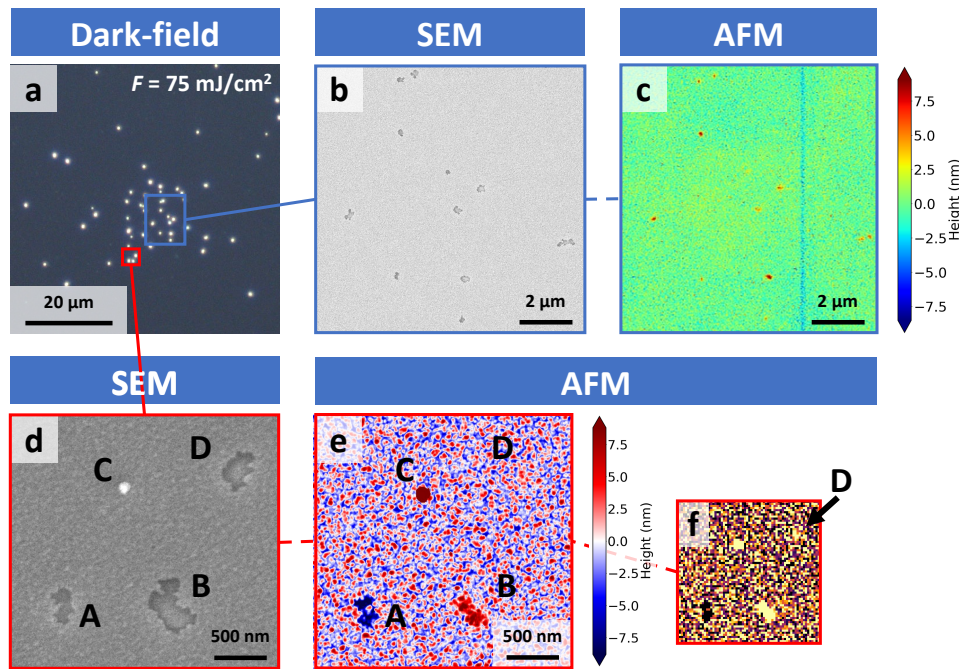 Dark-field
SEM
AFM
a
F = 75 mJ/cm²
20 µm
b
2 µm
c
2 µm
7.5
5.0
2.5
0.0
−2.5
−5.0
−7.5
Height (nm)
SEM
AFM
d
C
D
A
B
500 nm
e
C
D
A
B
500 nm
7.5
5.0
2.5
0.0
−2.5
−5.0
−7.5
Height (nm)
f
D